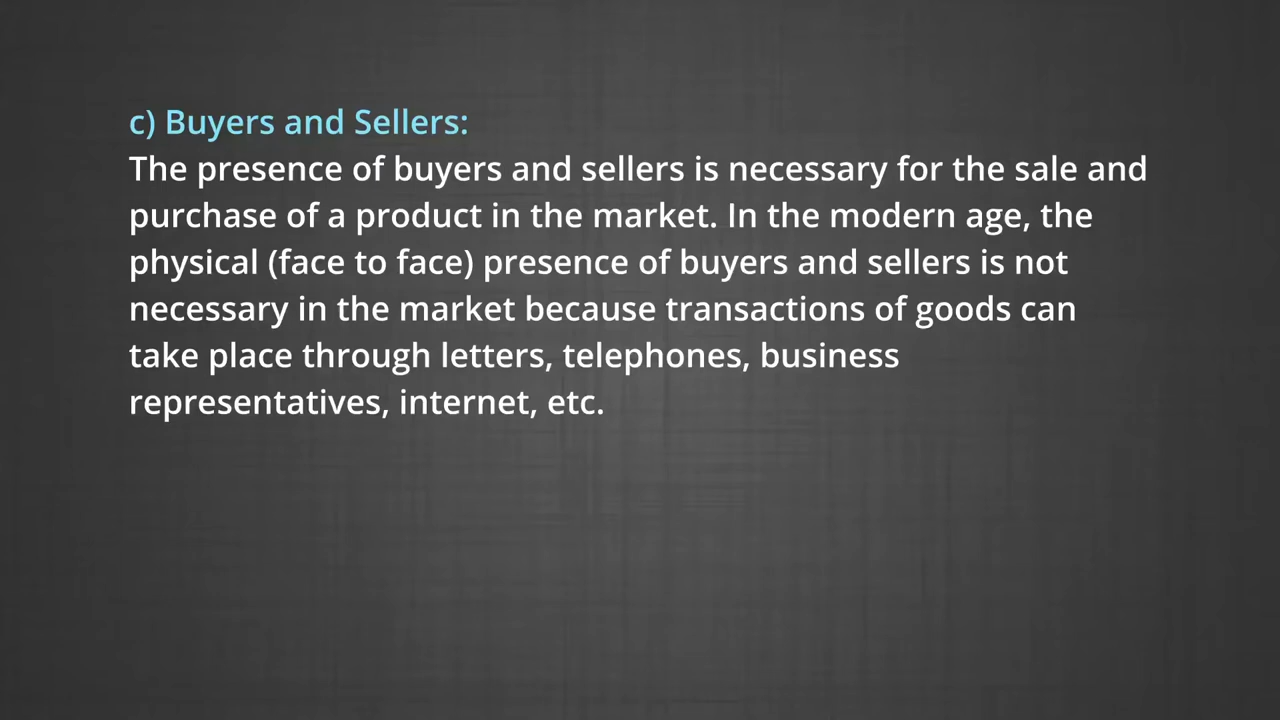 c) Buyers and Sellers:
The presence of buyers and sellers is necessary for the sale and
purchase of a product in the market. In the modern age, the
physical (face to face) presence of buyers and sellers is not
necessary in the market because transactions of goods can
take place through letters, telephones, business
representatives, internet, etc.